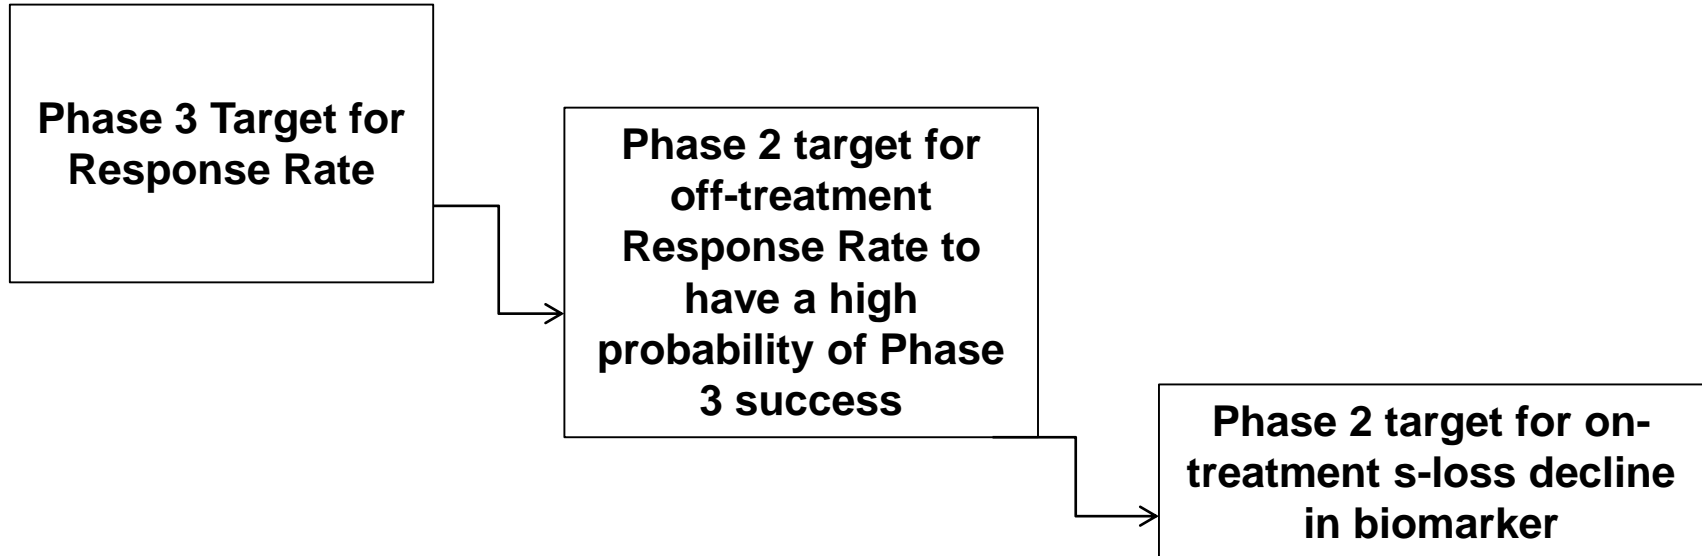 Phase 3 Target for
Response Rate
Phase 2 target for
off-treatment
Response Rate to
have a high
probability of Phase
3 success
Phase 2 target for on-
treatment s-loss decline
in biomarker